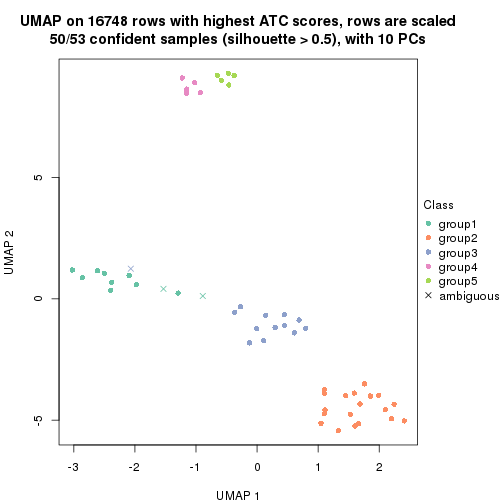 UMAP on 16748 rows with highest ATC scores, rows are scaled
50/53 confident samples (silhouette > 0.5), with 10 PCs
UMAP 2
5
0
-5
-3
-2
-1
0
1
2
UMAP 1
Class
group1
group2
group3
group4
group5
ambiguous